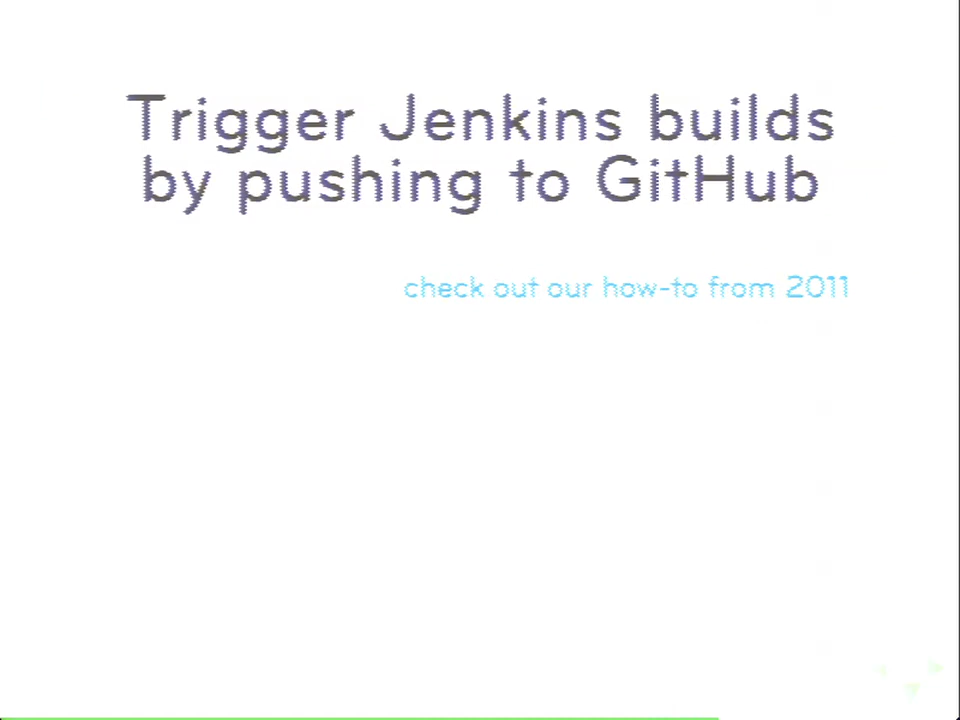 Trigger Jenkins builds
by pushing to GitHub
check out our how-to from 2011